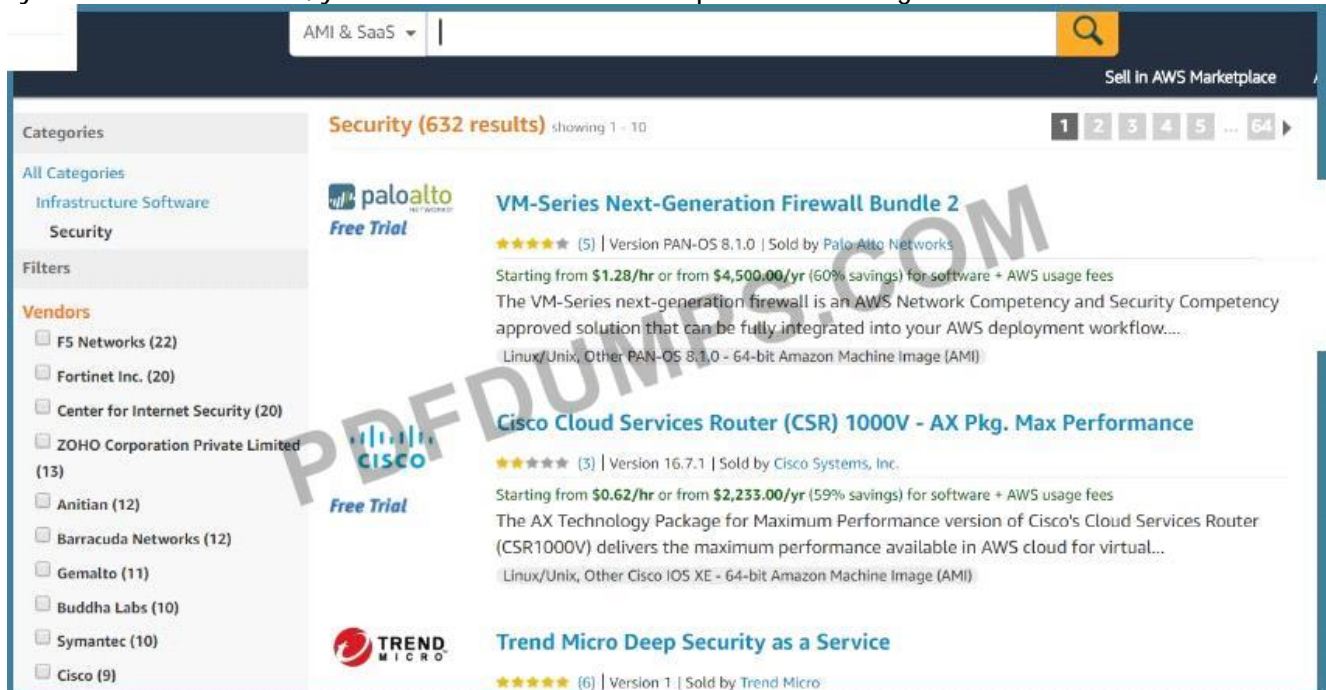 AMI & SaaS
Sell in AWS Marketplace
Categories
All Categories
Infrastructure Software
Security
Filters
Vendors
F5 Networks (22)
Fortinet Inc. (20)
Center for Internet Security (20)
ZOHO Corporation Private Limited
(13)
Anitian (12)
Barracuda Networks (12)
Gemalto (11)
Buddha Labs (10)
Symantec (10)
Cisco (9)
Security (632 results) showing 1 - 10
1 2 3 4 5 ... 64
paloalto
NETWORKS
Free Trial
VM-Series Next-Generation Firewall Bundle 2
(5) | Version PAN-OS 8.1.0 | Sold by Palo Alto Networks
Starting from $1.28/hr or from $4,500.00/yr (60% savings) for software + AWS usage fees
The VM-Series next-generation firewall is an AWS Network Competency and Security Competency
approved solution that can be fully integrated into your AWS deployment workflow....
Linux/Unix, Other PAN-OS 8.1.0 - 64-bit Amazon Machine Image (AMI)
CISCO
Free Trial
Cisco Cloud Services Router (CSR) 1000V - AX Pkg. Max Performance
(3) | Version 16.7.1 | Sold by Cisco Systems, Inc.
Starting from $0.62/hr or from $2,233.00/yr (59% savings) for software + AWS usage fees
The AX Technology Package for Maximum Performance version of Cisco's Cloud Services Router
(CSR1000V) delivers the maximum performance available in AWS cloud for virtual...
Linux/Unix, Other Cisco IOS XE - 64-bit Amazon Machine Image (AMI)
TREND
MICRO
Trend Micro Deep Security as a Service
(6) | Version 1 | Sold by Trend Micro
PDFDUMPS.COM